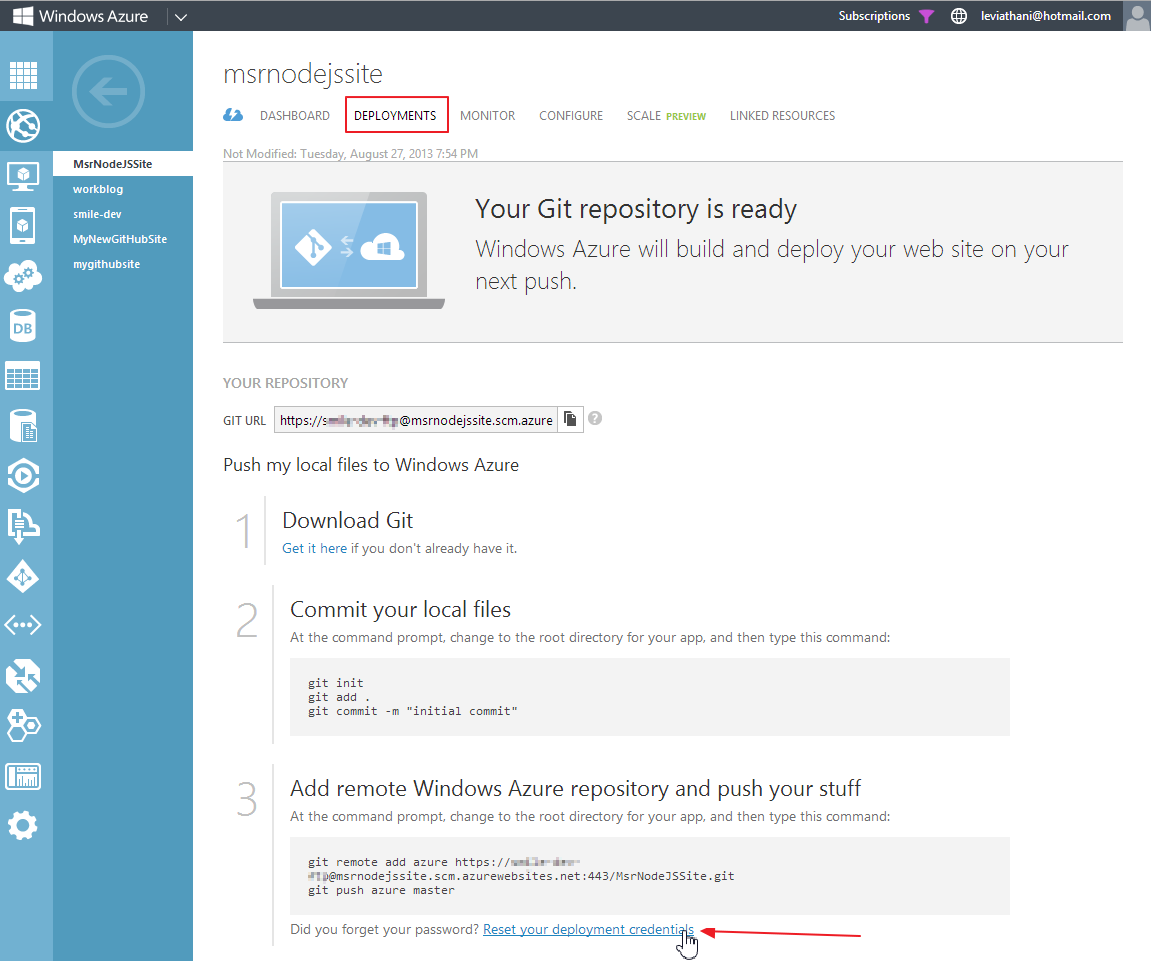 Windows Azure
Subscriptions
leviathani@hotmail.com
MsrNodeJSSite
workblog
smile-dev
MyNewGitHubSite
mygithubsite
DB
msrnodejssite
DASHBOARD DEPLOYMENTS MONITOR CONFIGURE SCALE PREVIEW LINKED RESOURCES
Not Modified: Tuesday, August 27, 2013 7:54 PM
Your Git repository is ready
Windows Azure will build and deploy your web site on your
next push.
YOUR REPOSITORY
GIT URL https://s @msrnodejssite.scm.azure
?
Push my local files to Windows Azure
1 Download Git
Get it here if you don't already have it.
2 Commit your local files
At the command prompt, change to the root directory for your app, and then type this command:
git init
git add .
git commit -m "initial commit"
3 Add remote Windows Azure repository and push your stuff
At the command prompt, change to the root directory for your app, and then type this command:
git remote add azure https://
@msrnodejssite.scm.azurewebsites.net:443/MsrNodeJSSite.git
git push azure master
Did you forget your password? Reset your deployment credentials